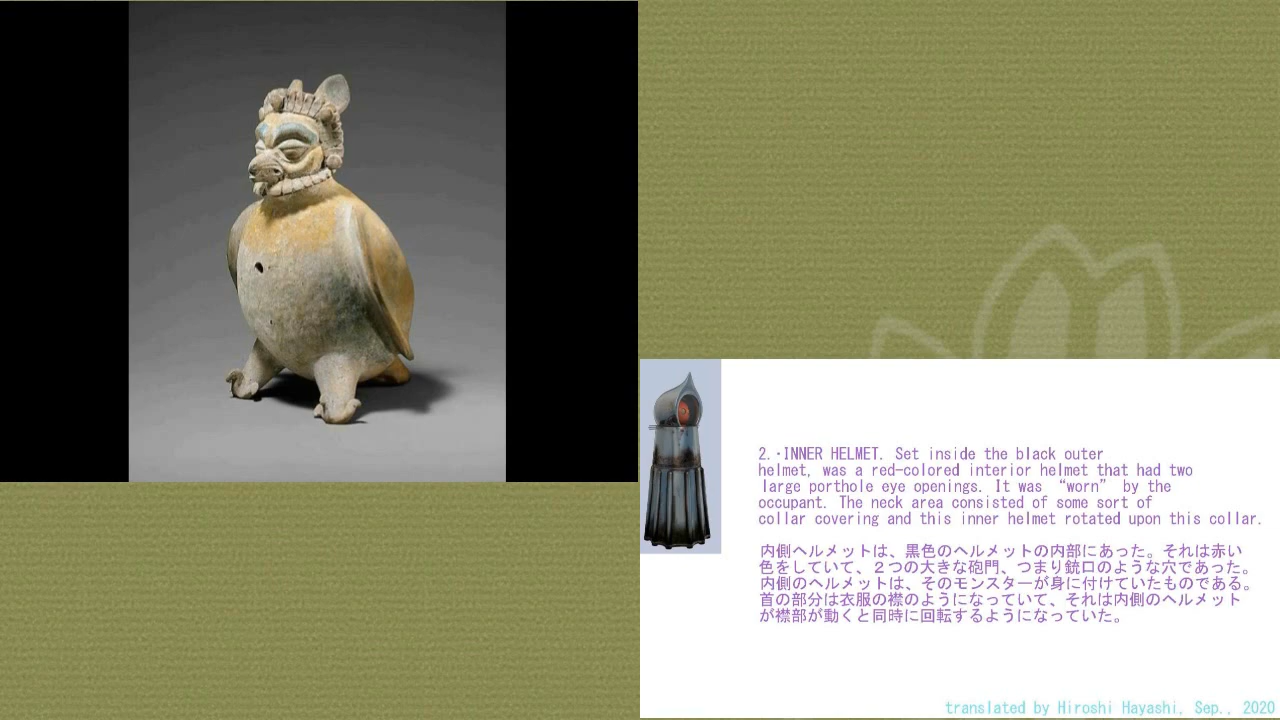 2.·INNER HELMET. Set inside the black outer
helmet, was a red-colored interior helmet that had two
large porthole eye openings. It was “worn” by the
occupant. The neck area consisted of some sort of
collar covering and this inner helmet rotated upon this collar.
内側ヘルメットは、黒色のヘルメットの内部にあった。それは赤い
色をしていて、２つの大きな砲門、つまり銃口のような穴であった。
内側のヘルメットは、そのモンスターが身に付けていたものである。
首の部分は衣服の襟のようになっていて、それは内側のヘルメット
が襟部が動くと同時に回転するようになっていた。
translated by Hiroshi Hayashi, Sep., 2020